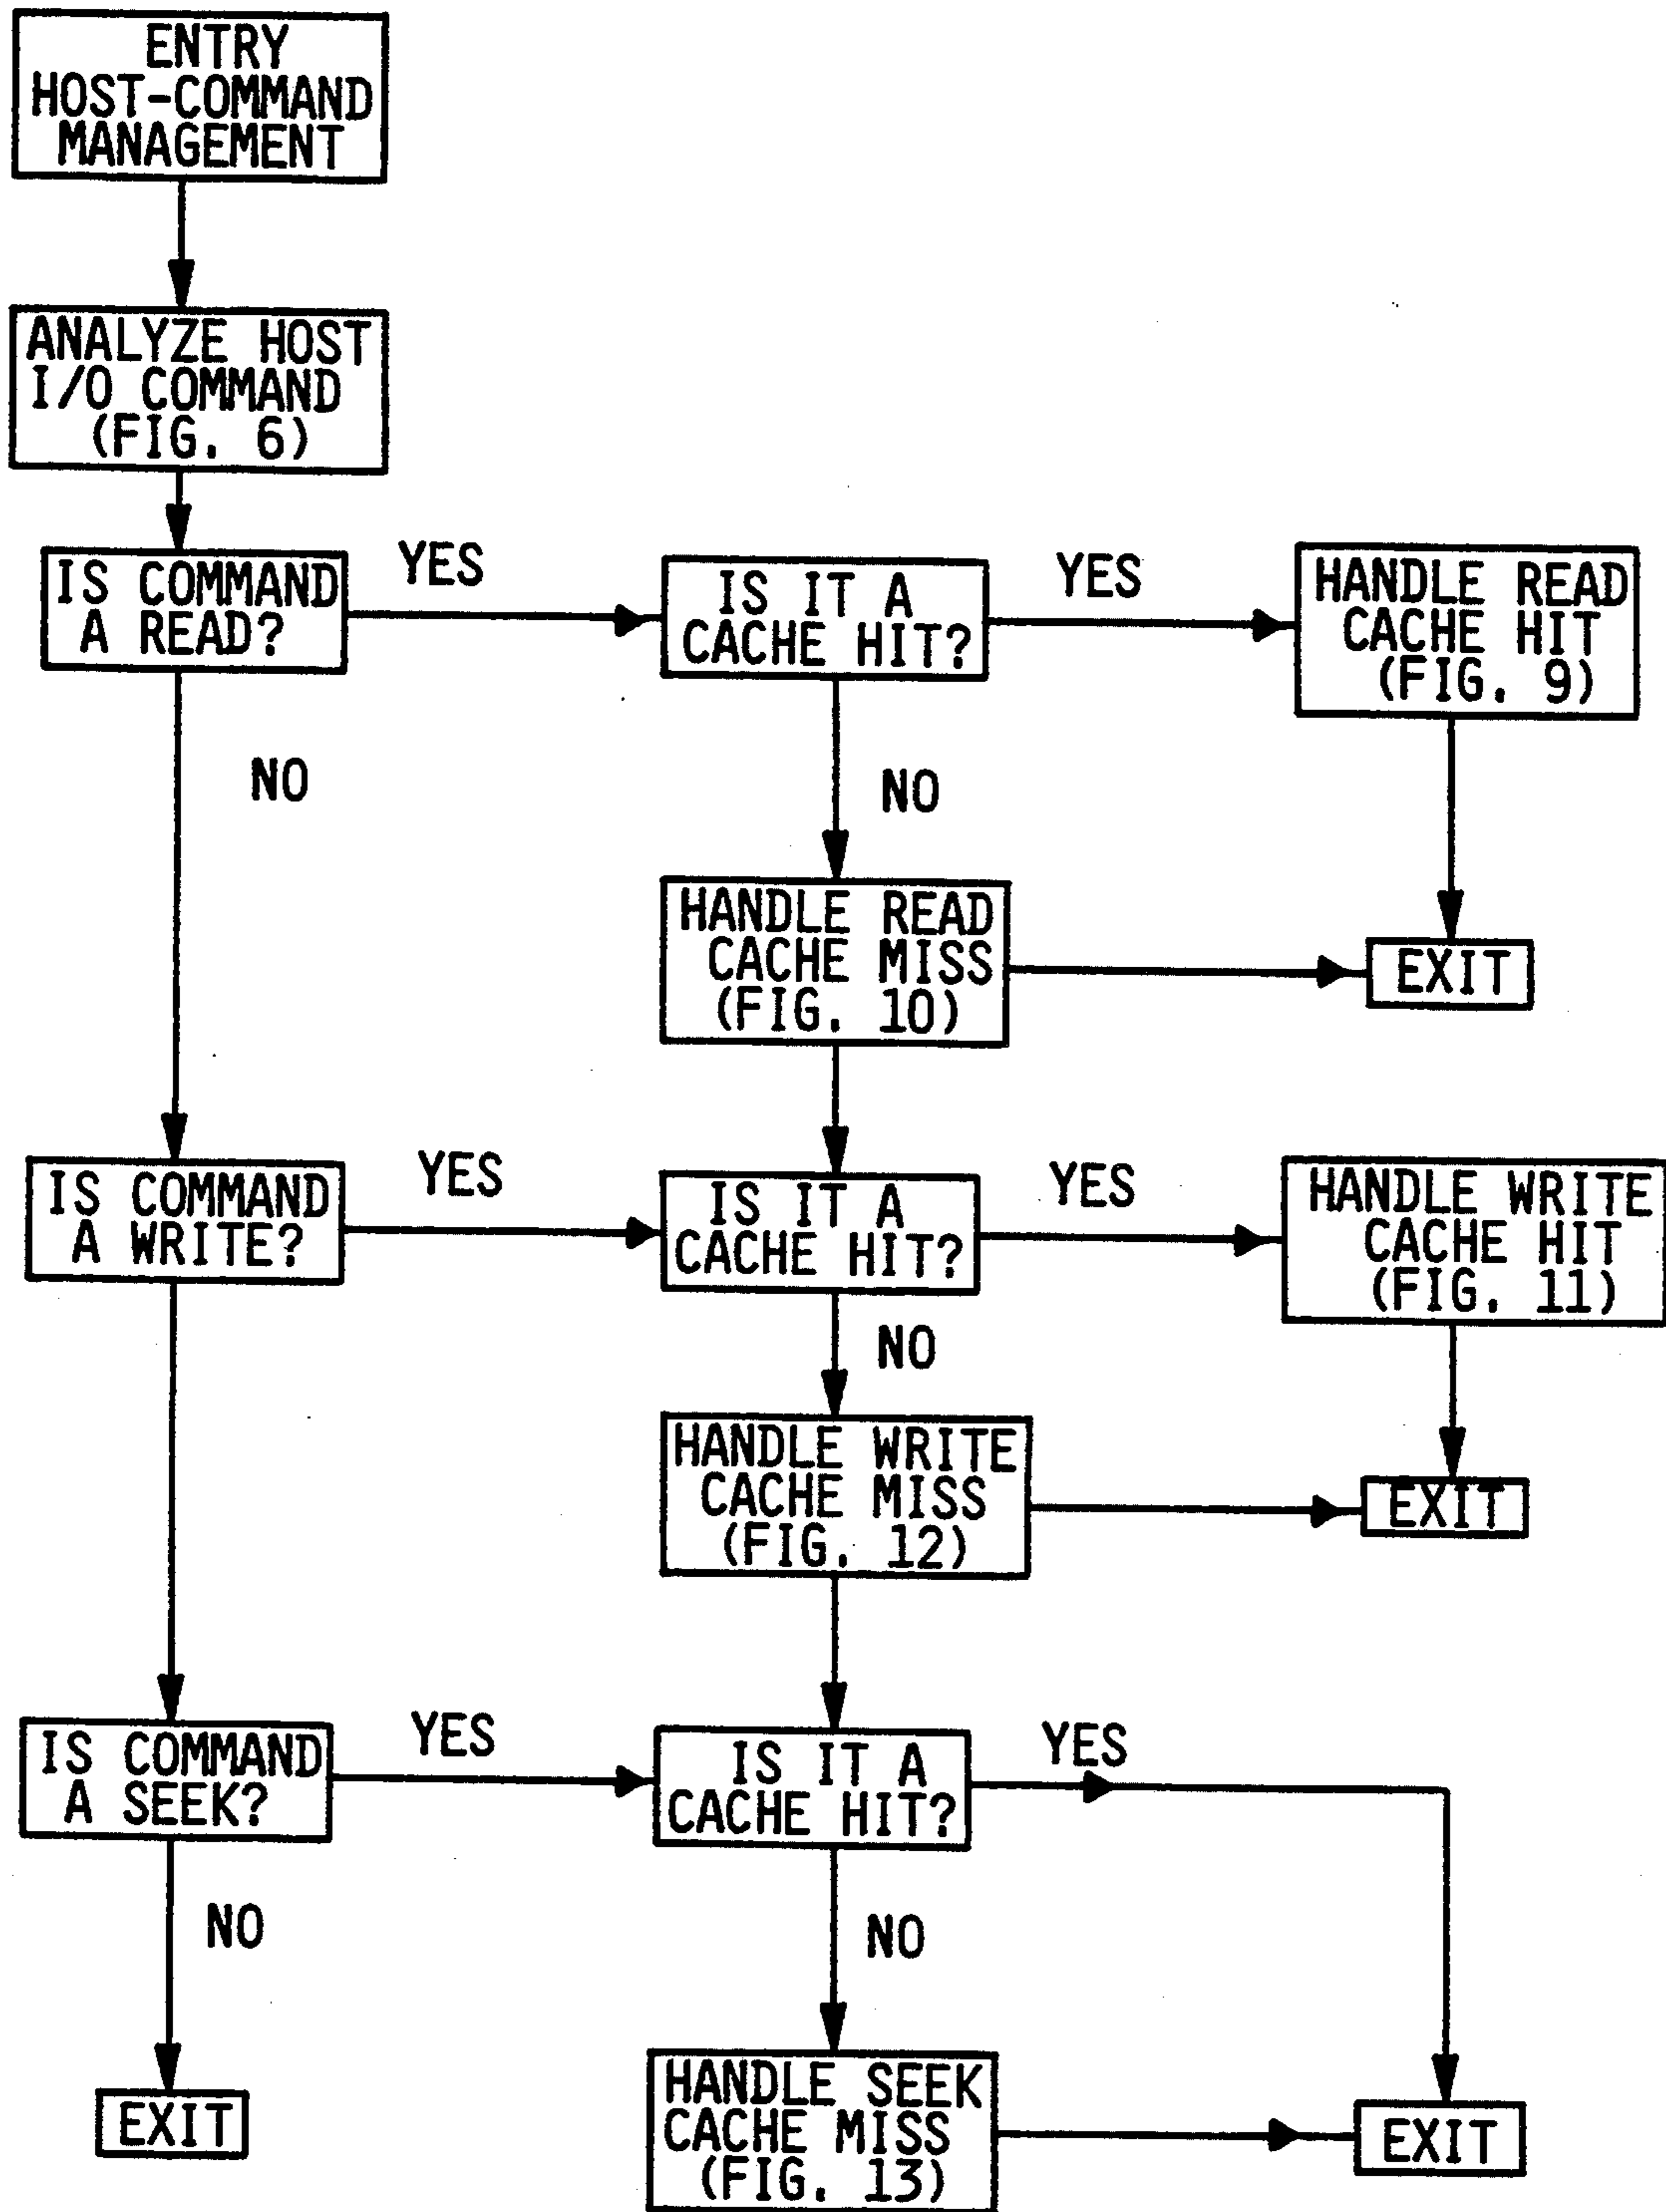 ENTRY
HOST-COMMAND
MANAGEMENT
ANALYZE HOST
I/O COMMAND
(FIG. 6)
IS COMMAND
A READ?
YES
IS IT A
CACHE HIT?
YES
HANDLE READ
CACHE HIT
(FIG. 9)
NO
NO
HANDLE READ
CACHE MISS
(FIG. 10)
EXIT
IS COMMAND
A WRITE?
YES
IS IT A
CACHE HIT?
YES
HANDLE WRITE
CACHE HIT
(FIG. 11)
NO
HANDLE WRITE
CACHE MISS
(FIG. 12)
EXIT
IS COMMAND
A SEEK?
YES
IS IT A
CACHE HIT?
YES
NO
NO
EXIT
HANDLE SEEK
CACHE MISS
(FIG. 13)
EXIT